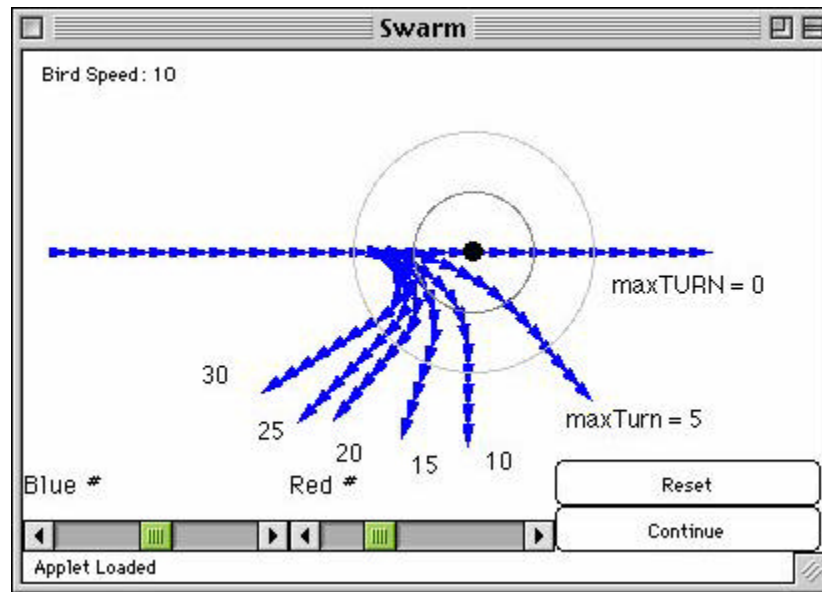 Swarm
Bird Speed: 10
maxTURN = 0
30
maxTurn = 5
25
20
15
10
Blue #
Red #
Reset
Continue
Applet Loaded